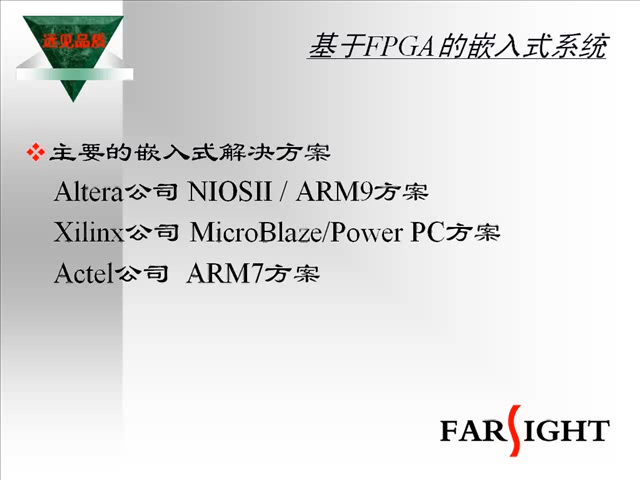 远见品质
基于FPGA的嵌入式系统
主要的嵌入式解决方案
Altera公司 NIOSII / ARM9方案
Xilinx公司 MicroBlaze/Power PC方案
Actel公司 ARM7方案
FARSIGHT